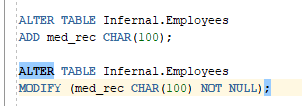 ALTER TABLE Infernal.Employees
ADD med_rec CHAR(100);
ALTER TABLE Infernal.Employees
MODIFY (med_rec CHAR(100) NOT NULL);